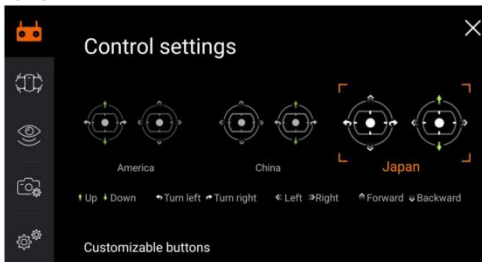 Control settings
America
China
Japan
Up Down Turn left Turn right Left Right Forward Backward
Customizable buttons